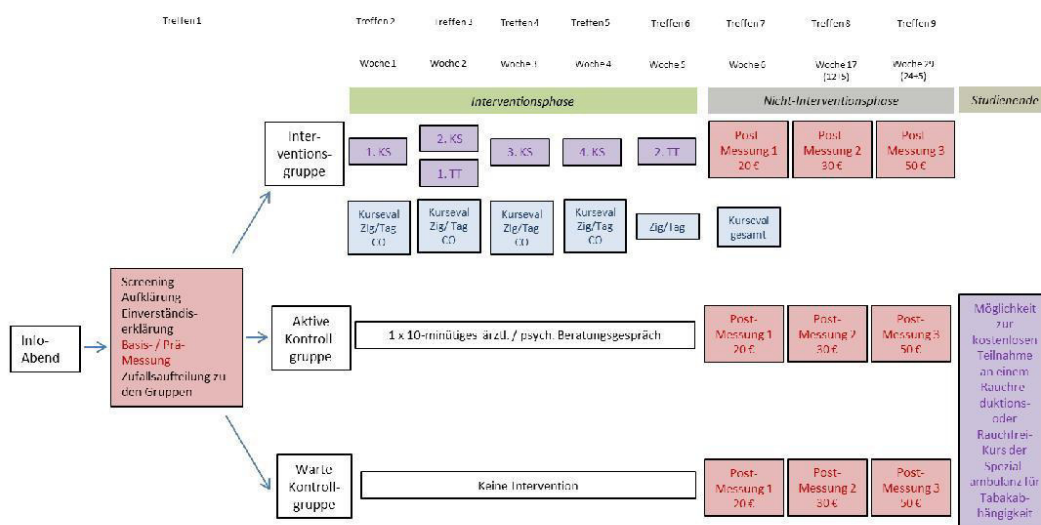 Treffen 1 Treffen 2 Treffen 3 Treffen 4 Treffen 5 Treffen 6 Treffen 7 Treffen 8 Treffen 9
Woche 1 Woche 2 Woche 3 Woche 4 Woche 5 Woche 6 Woche 17 Woche 29
(12+5) (24+5)
Interventionsphase Nicht-Interventionsphase Studienende
Inter-
ventions-
gruppe
1. KS
2. KS
1. TT
3. KS
4. KS
2. TT
Post
Messung 1
20 €
Post
Messung 2
30 €
Post
Messung 3
50 €
Kurseval
Zig/Tag
CO
Kurseval
Zig/ Tag
CO
Kurseval
Zig/Tag
CO
Kurseval
Zig/Tag
CO
Zig/Tag
Kurseval
gesamt
Info-
Abend
Screening
Aufklärung
Einverständis-
erklärung
Basis- / Prä-
Messung
Zufallsaufteilung zu
den Gruppen
Aktive
Kontroll
gruppe
1 x 10-minütiges ärztl. / psych. Beratungsgespräch
Post-
Messung 1
20 €
Post-
Messung 2
30 €
Post-
Messung 3
50 €
Warte
Kontroll-
gruppe
Keine Intervention
Post-
Messung 1
20 €
Post-
Messung 2
30 €
Post-
Messung 3
50 €
Möglichkeit
zur
kostenlosen
Teilnahme
an einem
Rauchre
duktions-
oder
Rauchfrei-
Kurs der
Spezial
ambulanz für
Tabakab-
hängigkeit